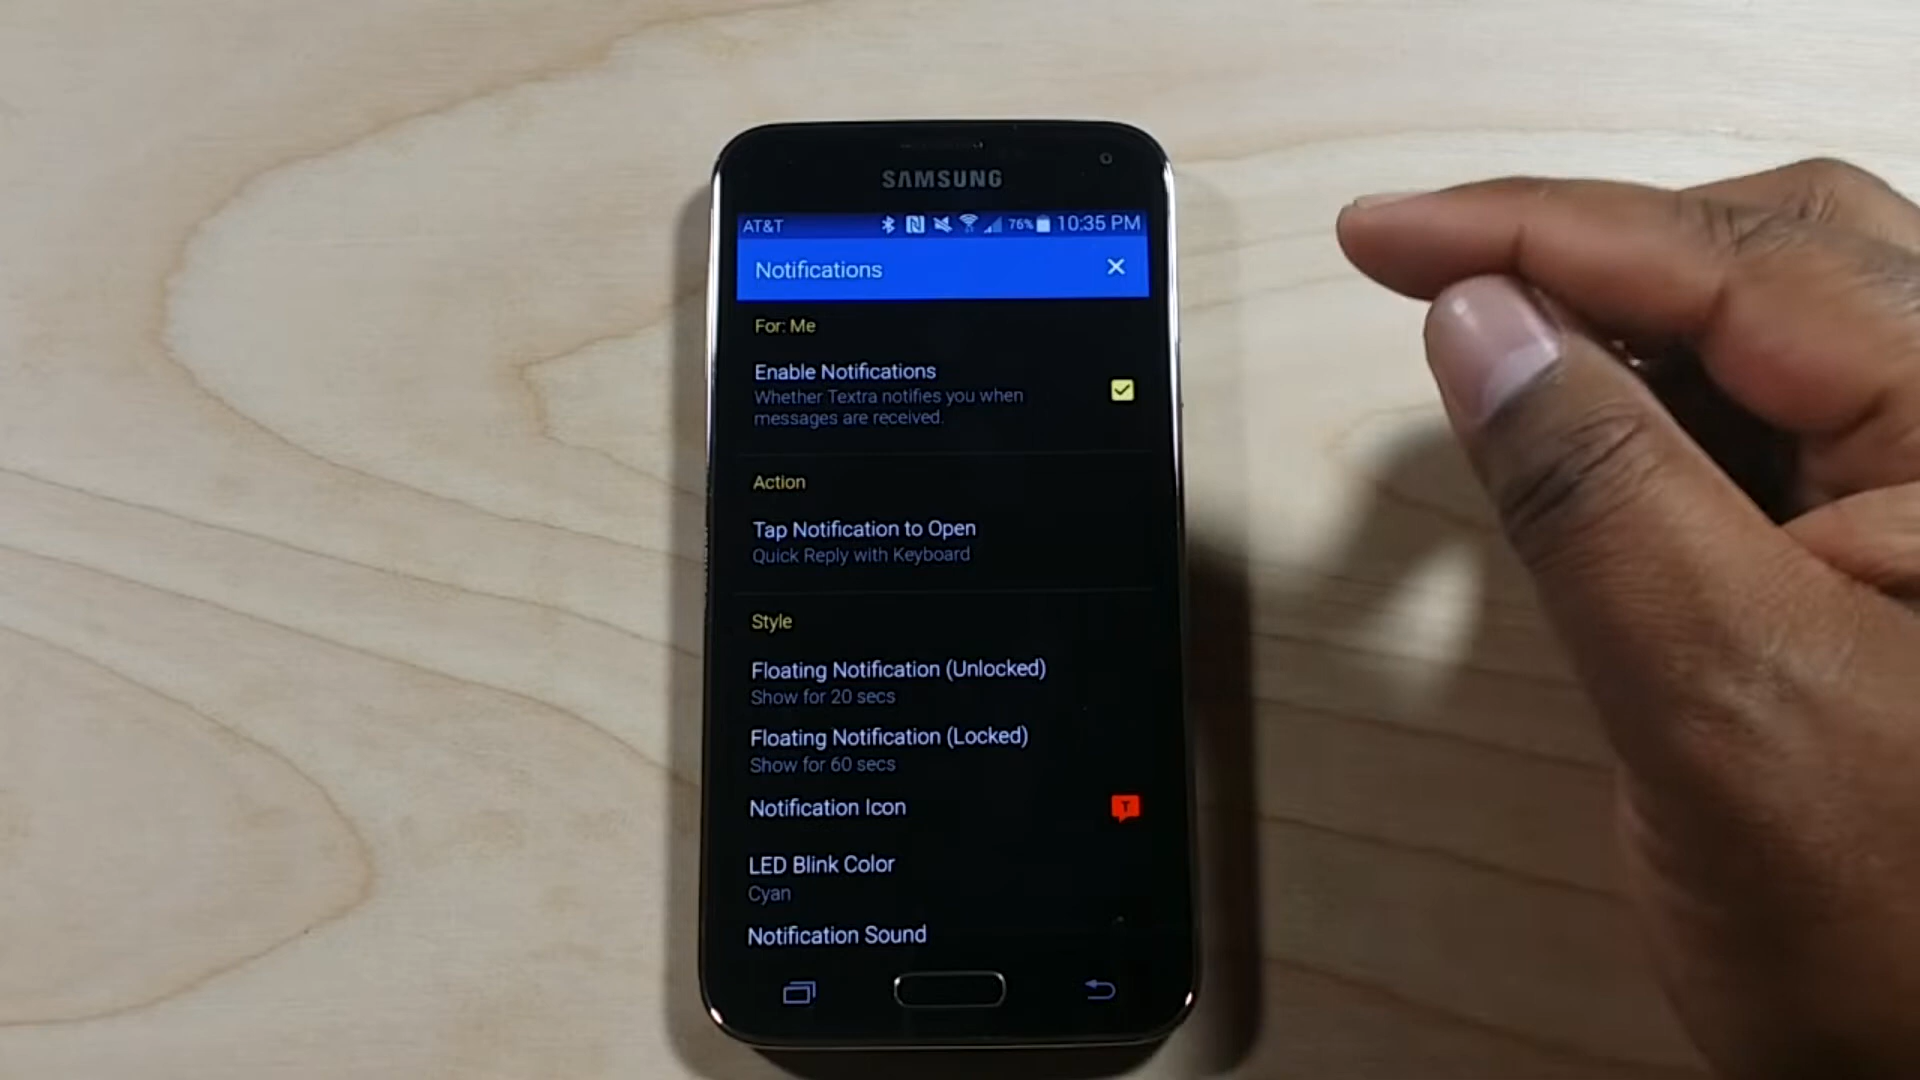 SAMSUNG
AT&T 76% 10:35 PM
Notifications
For: Me
Enable Notifications
Whether Textra notifies you when
messages are received.
Action
Tap Notification to Open
Quick Reply with Keyboard
Style
Floating Notification (Unlocked)
Show for 20 secs
Floating Notification (Locked)
Show for 60 secs
Notification Icon
T
LED Blink Color
Cyan
Notification Sound